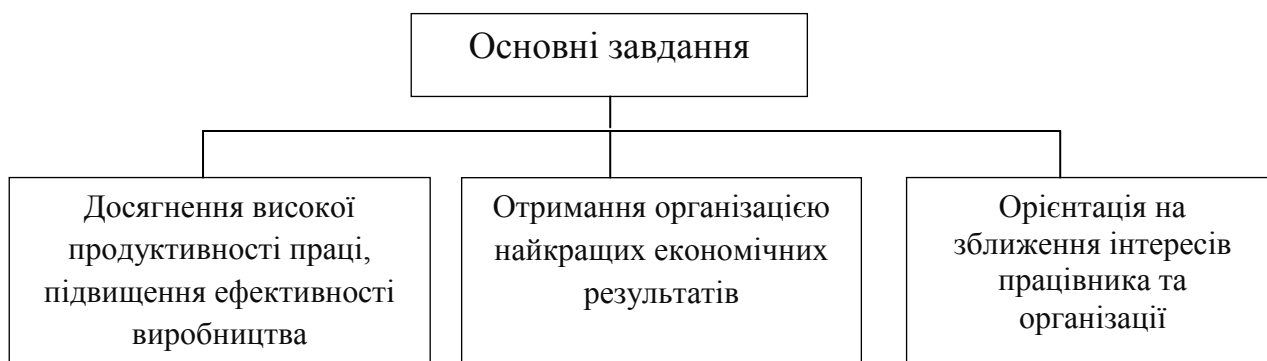 Основні завдання
Досягнення високої
продуктивності праці,
підвищення ефективності
виробництва
Отримання організацією
найкращих економічних
результатів
Орієнтація на
зближення інтересів
працівника та
організації